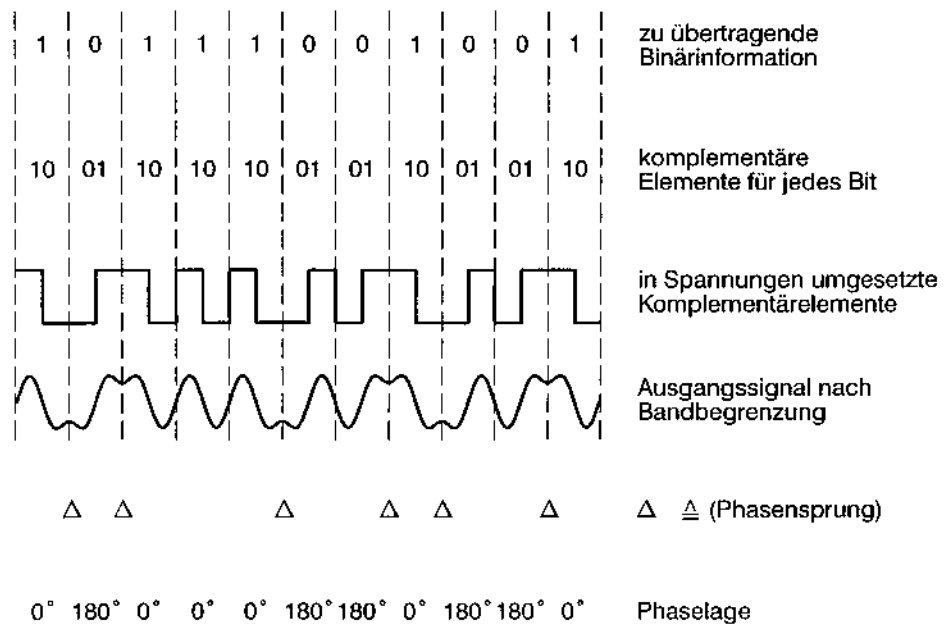 1 0 1 1 1 0 0 1 0 0 1
zu übertragende
Binärinformation
10 01 10 10 10 01 01 10 01 01 10
komplementäre
Elemente für jedes Bit
in Spannungen umgesetzte
Komplementärelemente
Ausgangssignal nach
Bandbegrenzung
Δ Δ Δ Δ Δ Δ Δ ≙ (Phasensprung)
0° 180° 0° 0° 0° 180° 180° 0° 180° 180° 0° Phaselage